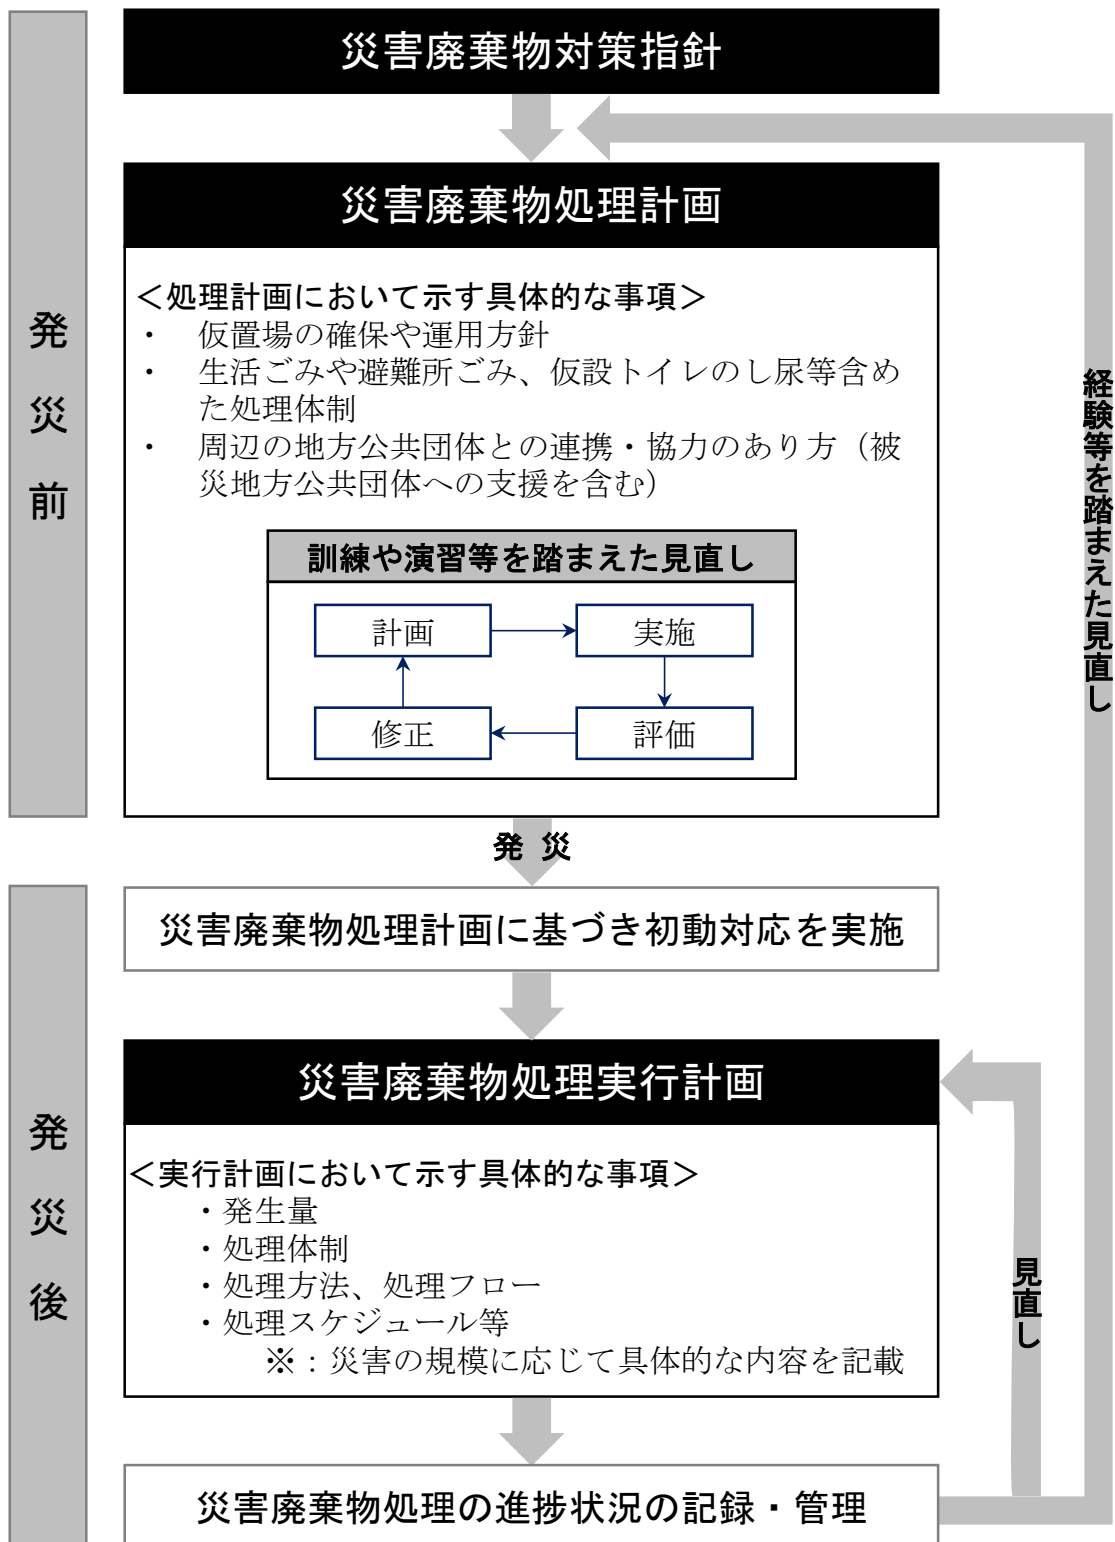 災害廃棄物対策指針
災害廃棄物処理計画
発災前
＜処理計画において示す具体的な事項＞
・　仮置場の確保や運用方針
・　生活ごみや避難所ごみ、仮設トイレのし尿等含め
た処理体制
・　周辺の地方公共団体との連携・協力のあり方（被
災地方公共団体への支援を含む）
訓練や演習等を踏まえた見直し
計画
実施
修正
評価
経験等を踏まえた見直し
発 災
災害廃棄物処理計画に基づき初動対応を実施
災害廃棄物処理実行計画
発災後
＜実行計画において示す具体的な事項＞
・発生量
・処理体制
・処理方法、処理フロー
・処理スケジュール等
※：災害の規模に応じて具体的な内容を記載
見直し
災害廃棄物処理の進捗状況の記録・管理